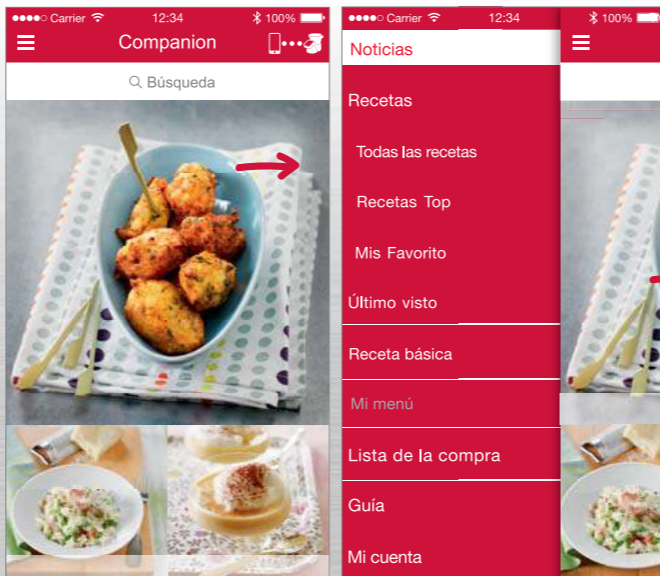 Carrier 12:34 100%
Companion
Búsqueda
Carrier 12:34
Noticias
Recetas
Todas las recetas
Recetas Top
Mis Favorito
Último visto
Receta básica
Mi menú
Lista de la compra
Guía
Mi cuenta
100%